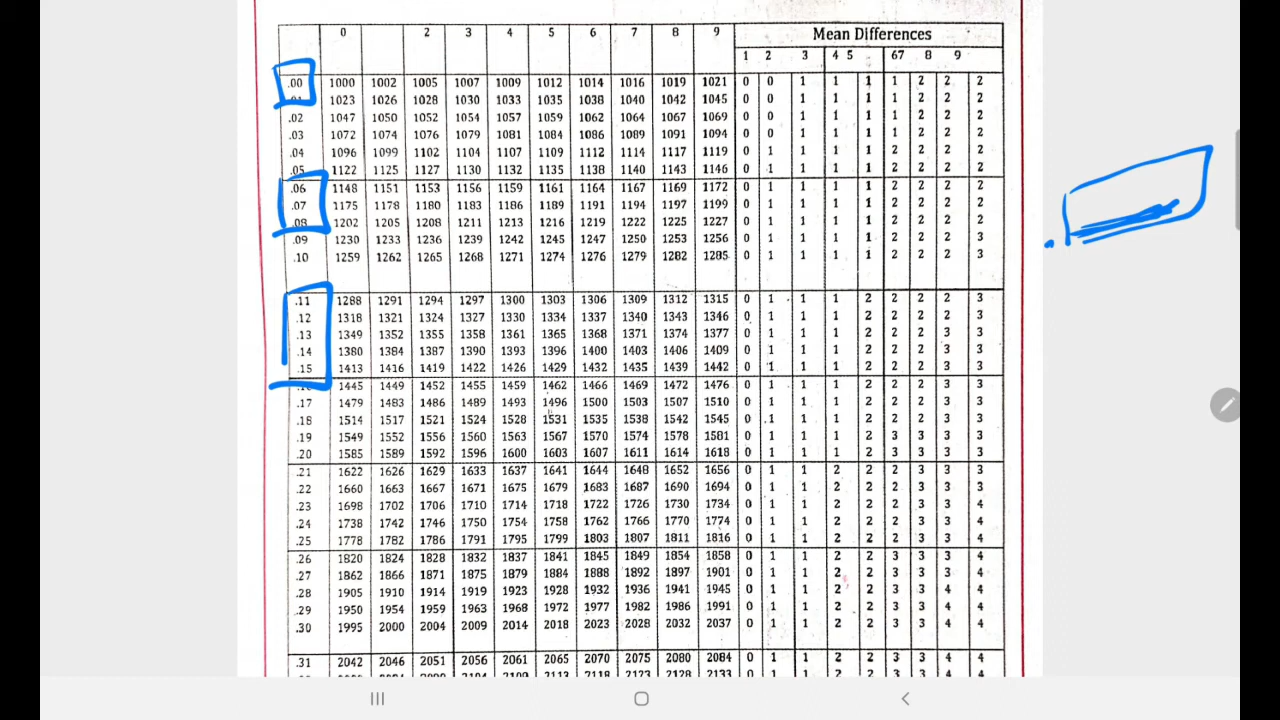 0 2 3 4 5 6 7 8 9 Mean Differences
1 2 3 4 5 67 8 9
.00 1000 1002 1005 1007 1009 1012 1014 1016 1019 1021 0 0 1 1 1 1 2 2 2
.01 1023 1026 1028 1030 1033 1035 1038 1040 1042 1045 0 0 1 1 1 1 2 2 2
.02 1047 1050 1052 1054 1057 1059 1062 1064 1067 1069 0 0 1 1 1 1 2 2 2
.03 1072 1074 1076 1079 1081 1084 1086 1089 1091 1094 0 0 1 1 1 1 2 2 2
.04 1096 1099 1102 1104 1107 1109 1112 1114 1117 1119 0 1 1 1 1 2 2 2 2
.05 1122 1125 1127 1130 1132 1135 1138 1140 1143 1146 0 1 1 1 1 2 2 2 2
.06 1148 1151 1153 1156 1159 1161 1164 1167 1169 1172 0 1 1 1 1 2 2 2 2
.07 1175 1178 1180 1183 1186 1189 1191 1194 1197 1199 0 1 1 1 1 2 2 2 2
.08 1202 1205 1208 1211 1213 1216 1219 1222 1225 1227 0 1 1 1 1 2 2 2 2
.09 1230 1233 1236 1239 1242 1245 1247 1250 1253 1256 0 1 1 1 1 2 2 2 3
.10 1259 1262 1265 1268 1271 1274 1276 1279 1282 1285 0 1 1 1 1 2 2 2 3
.11 1288 1291 1294 1297 1300 1303 1306 1309 1312 1315 0 1 1 1 2 2 2 2 3
.12 1318 1321 1324 1327 1330 1334 1337 1340 1343 1346 0 1 1 1 2 2 2 2 3
.13 1349 1352 1355 1358 1361 1365 1368 1371 1374 1377 0 1 1 1 2 2 2 3 3
.14 1380 1384 1387 1390 1393 1396 1400 1403 1406 1409 0 1 1 1 2 2 2 3 3
.15 1413 1416 1419 1422 1426 1429 1432 1435 1439 1442 0 1 1 1 2 2 2 3 3
.16 1445 1449 1452 1455 1459 1462 1466 1469 1472 1476 0 1 1 1 2 2 2 3 3
.17 1479 1483 1486 1489 1493 1496 1500 1503 1507 1510 0 1 1 1 2 2 2 3 3
.18 1514 1517 1521 1524 1528 1531 1535 1538 1542 1545 0 1 1 1 2 2 2 3 3
.19 1549 1552 1556 1560 1563 1567 1570 1574 1578 1581 0 1 1 1 2 3 3 3 3
.20 1585 1589 1592 1596 1600 1603 1607 1611 1614 1618 0 1 1 1 2 3 3 3 3
.21 1622 1626 1629 1633 1637 1641 1644 1648 1652 1656 0 1 1 2 2 2 3 3 3
.22 1660 1663 1667 1671 1675 1679 1683 1687 1690 1694 0 1 1 2 2 2 3 3 3
.23 1698 1702 1706 1710 1714 1718 1722 1726 1730 1734 0 1 1 2 2 2 3 3 4
.24 1738 1742 1746 1750 1754 1758 1762 1766 1770 1774 0 1 1 2 2 2 3 3 4
.25 1778 1782 1786 1791 1795 1799 1803 1807 1811 1816 0 1 1 2 2 2 3 3 4
.26 1820 1824 1828 1832 1837 1841 1845 1849 1854 1858 0 1 1 2 2 3 3 3 4
.27 1862 1866 1871 1875 1879 1884 1888 1892 1897 1901 0 1 1 2 2 3 3 3 4
.28 1905 1910 1914 1919 1923 1928 1932 1936 1941 1945 0 1 1 2 2 3 3 4 4
.29 1950 1954 1959 1963 1968 1972 1977 1982 1986 1991 0 1 1 2 2 3 3 4 4
.30 1995 2000 2004 2009 2014 2018 2023 2028 2032 2037 0 1 1 2 2 3 3 4 4
.31 2042 2046 2051 2056 2061 2065 2070 2075 2080 2084 0 1 1 2 2 3 3 4 4